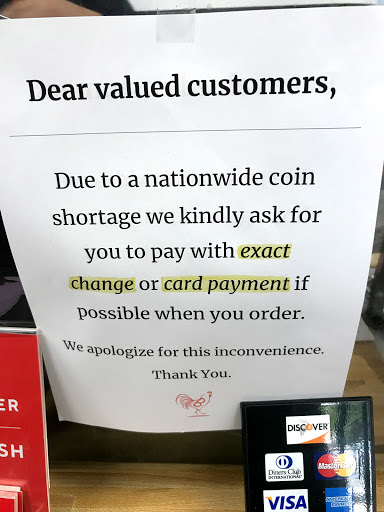 Dear valued customers,
Due to a nationwide coin
shortage we kindly ask for
you to pay with exact
change or card payment if
possible when you order.
We apologize for this inconvenience.
Thank You.
ER
SH
DISCOVER
Diners Club
INTERNATIONAL
MasterCard
VISA
AMERICAN
EXPRESS